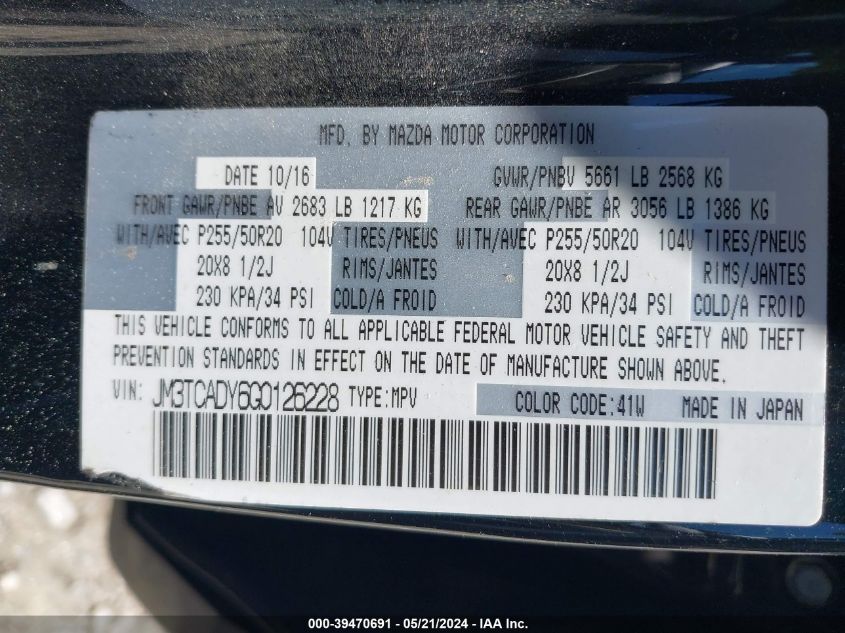 MFD. BY MAZDA MOTOR CORPORATION
DATE 10/16 GVWR/PNBV 5661 LB 2568 KG
FRONT GAWR/PNBE AV 2683 LB 1217 KG REAR GAWR/PNBE AR 3056 LB 1386 KG
WITH/AVEC P255/50R20 104V TIRES/PNEUS WITH/AVEC P255/50R20 104V TIRES/PNEUS
20X8 1/2J RIMS/JANTES 20X8 1/2J RIMS/JANTES
230 KPA/34 PSI COLD/A FROID 230 KPA/34 PSI COLD/A FROID
THIS VEHICLE CONFORMS TO ALL APPLICABLE FEDERAL MOTOR VEHICLE SAFETY AND THEFT
PREVENTION STANDARDS IN EFFECT ON THE DATE OF MANUFACTURE SHOWN ABOVE.
VIN: JM3TCADY6G0126228 TYPE:MPV COLOR CODE:41W MADE IN JAPAN
000-39470691 - 05/21/2024 - IAA Inc.